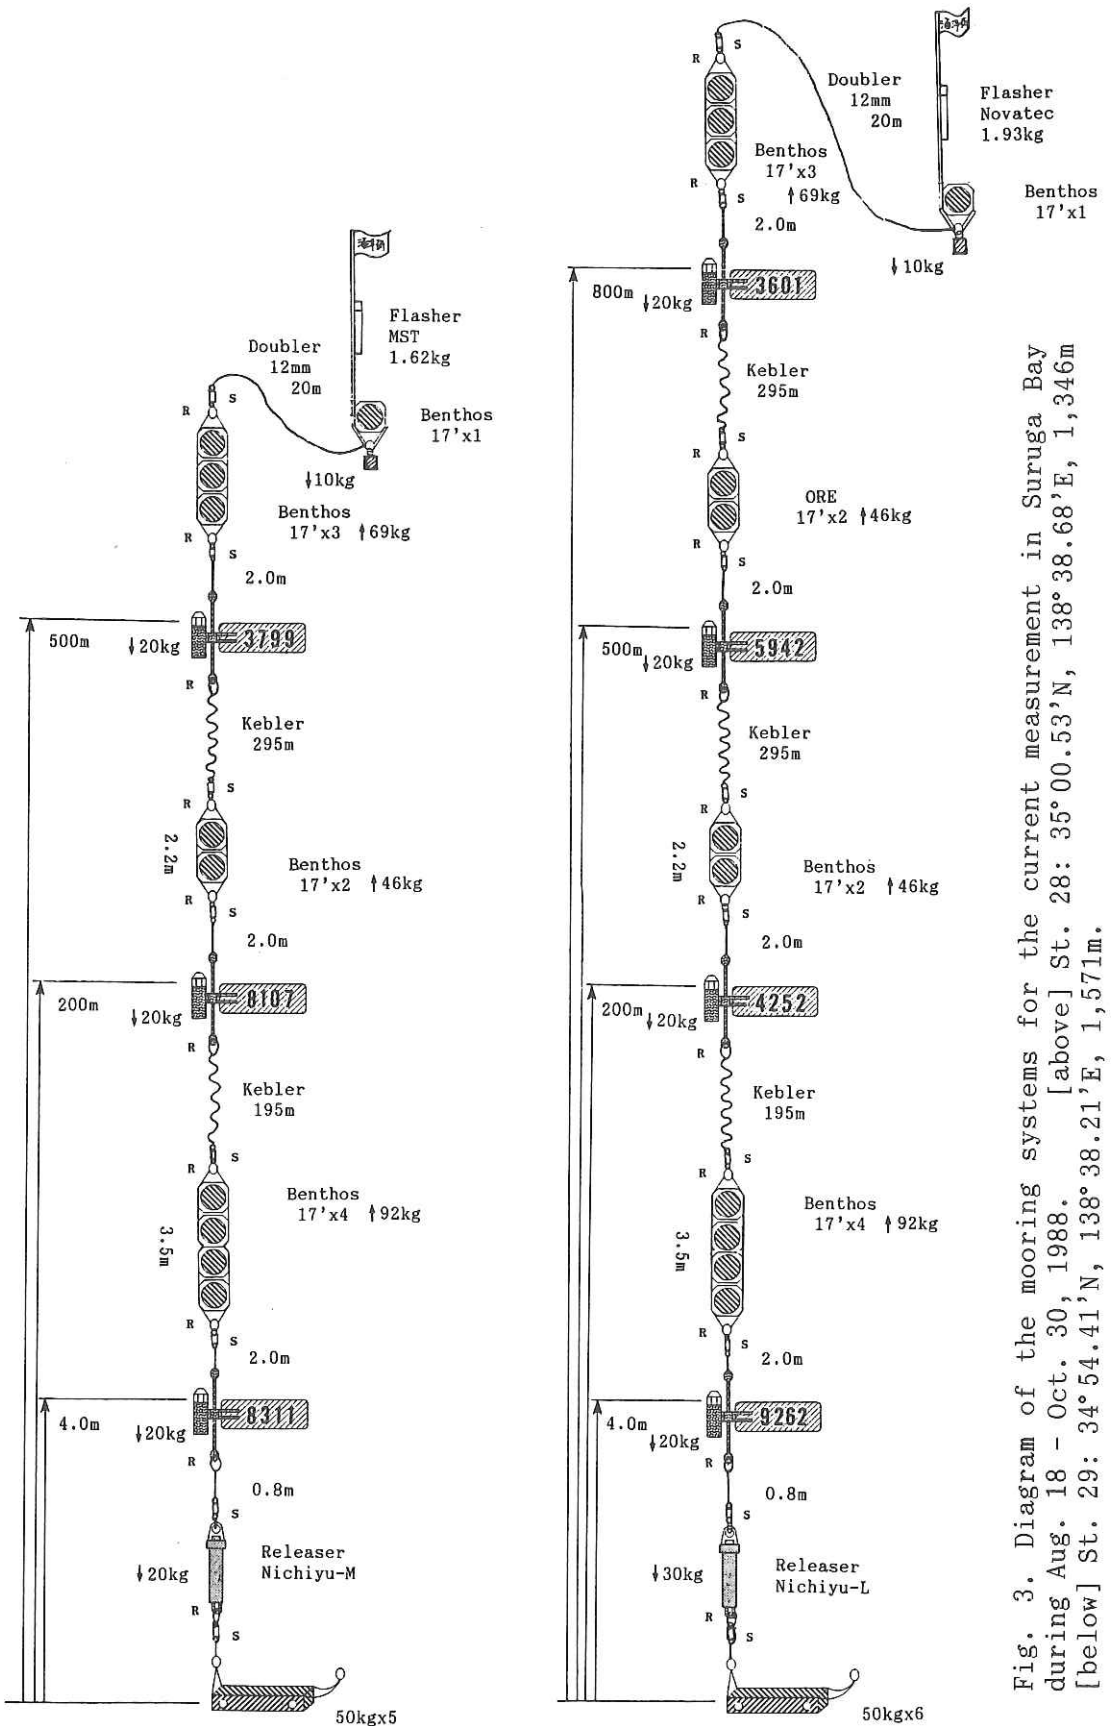 R
S
Doubler
12mm
20m
Flasher
MST
1.62kg
Benthos
17'x1
↓10kg
Benthos
17'x3 ↑69kg
R
S
2.0m
500m
↓20kg
3799
R
Kebler
295m
S
R
2.2m
Benthos
17'x2 ↑46kg
R
S
2.0m
200m
↓20kg
8107
R
Kebler
195m
S
R
Benthos
17'x4 ↑92kg
3.5m
R
S
2.0m
4.0m
↓20kg
8311
R
0.8m
S
↓20kg
Releaser
Nichiyu-M
R
S
50kgx5
R
S
Doubler
12mm
20m
Flasher
Novatec
1.93kg
Benthos
17'x3
↑69kg
Benthos
17'x1
↓10kg
R
S
2.0m
800m
↓20kg
3601
R
Kebler
295m
S
R
ORE
17'x2 ↑46kg
R
S
2.0m
500m
↓20kg
5942
R
Kebler
295m
S
R
2.2m
Benthos
17'x2 ↑46kg
R
S
2.0m
200m
↓20kg
4252
R
Kebler
195m
S
R
Benthos
17'x4 ↑92kg
3.5m
R
S
2.0m
4.0m
↓20kg
9262
R
0.8m
S
↓30kg
Releaser
Nichiyu-L
R
S
50kgx6
Fig. 3. Diagram of the mooring systems for the current measurement in Suruga Bay
during Aug. 18 - Oct. 30, 1988. [above] St. 28: 35°00.53'N, 138°38.68'E, 1,346m
[below] St. 29: 34°54.41'N, 138°38.21'E, 1,571m.